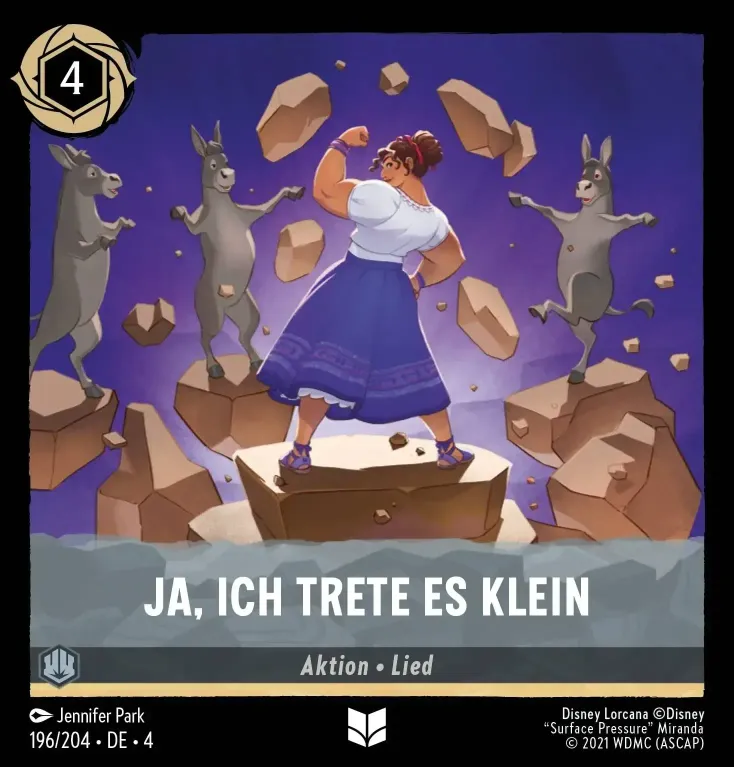 4
JA, ICH TRETE ES KLEIN
Aktion • Lied
Jennifer Park
196/204 • DE • 4
Disney Lorcana ©Disney
“Surface Pressure” Miranda
© 2021 WDMC (ASCAP)